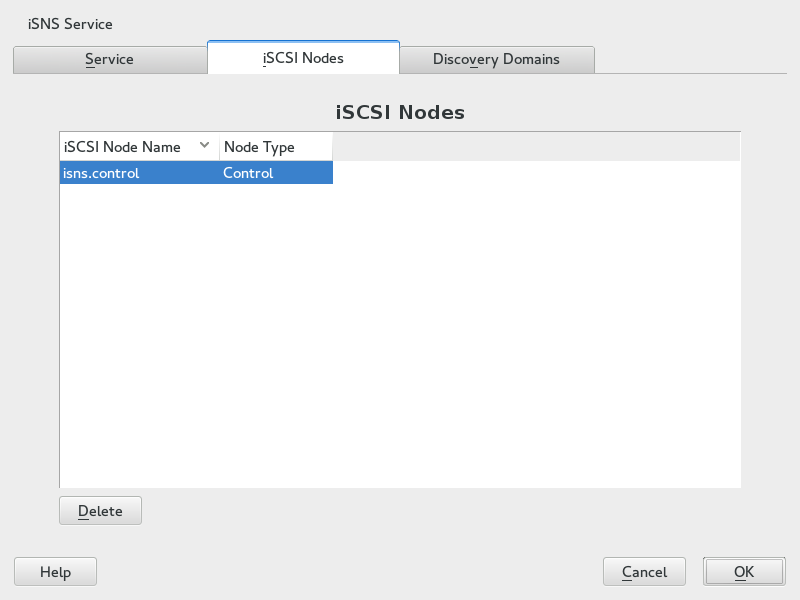 iSNS Service
Service
iSCSI Nodes
Discovery Domains
iSCSI Nodes
iSCSI Node Name Node Type
isns.control Control
Delete
Help Cancel OK